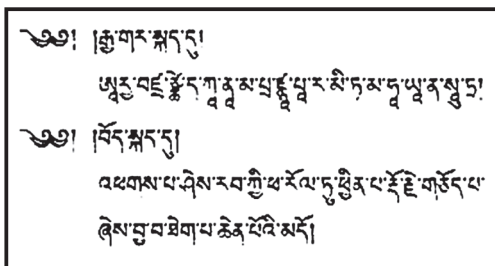 ༄༅། །རྒྱ་གར་སྐད་དུ།
ཨཱརྱ་བཛྲ་ཙྪེད་ཀཱ་ནཱ་མ་པྲ་ཛྙཱ་པཱ་ར་མི་ཏ་མ་ཧཱ་ཡཱ་ན་སཱུ་ཏྲ།
༄༅། །བོད་སྐད་དུ།
འཕགས་པ་ཤེས་རབ་ཀྱི་ཕ་རོལ་ཏུ་ཕྱིན་པ་རྡོ་རྗེ་གཅོད་པ་
ཞེས་བྱ་བ་ཐེག་པ་ཆེན་པོའི་མདོ།